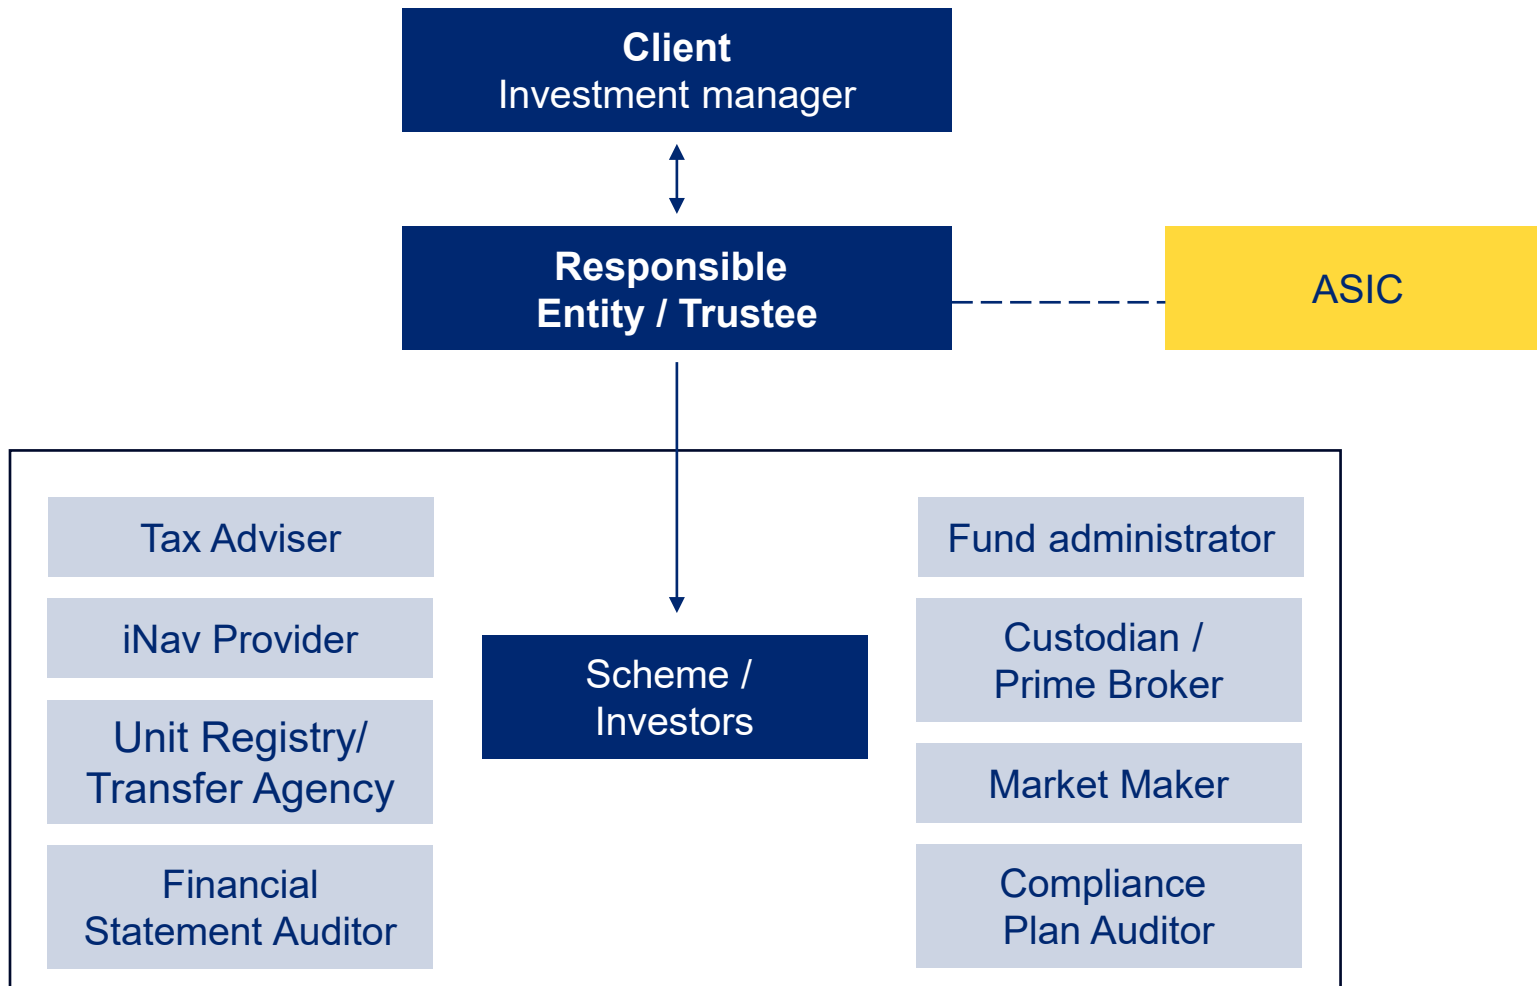 Client
Investment manager
Responsible
Entity / Trustee
ASIC
Tax Adviser
iNav Provider
Unit Registry/
Transfer Agency
Financial
Statement Auditor
Scheme /
Investors
Fund administrator
Custodian /
Prime Broker
Market Maker
Compliance
Plan Auditor